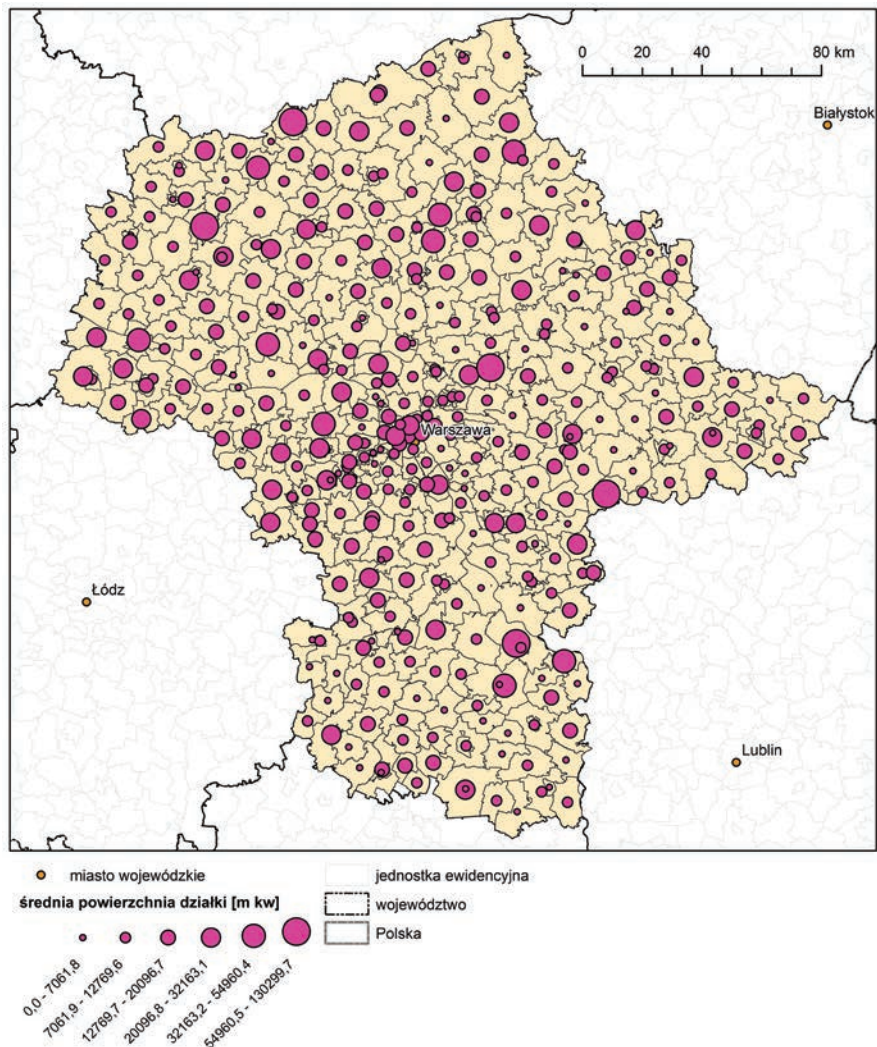 0 20 40 80 km
Białystok
Warszawa
Łódz
Lublin
miasto wojewódzkie
średnia powierzchnia działki [m kw]
0,0 - 7061,8
7061,9 - 12769,6
12769,7 - 20096,7
20096,8 - 32163,1
32163,2 - 54960,4
54960,5 - 130299,7
jednostka ewidencyjna
województwo
Polska